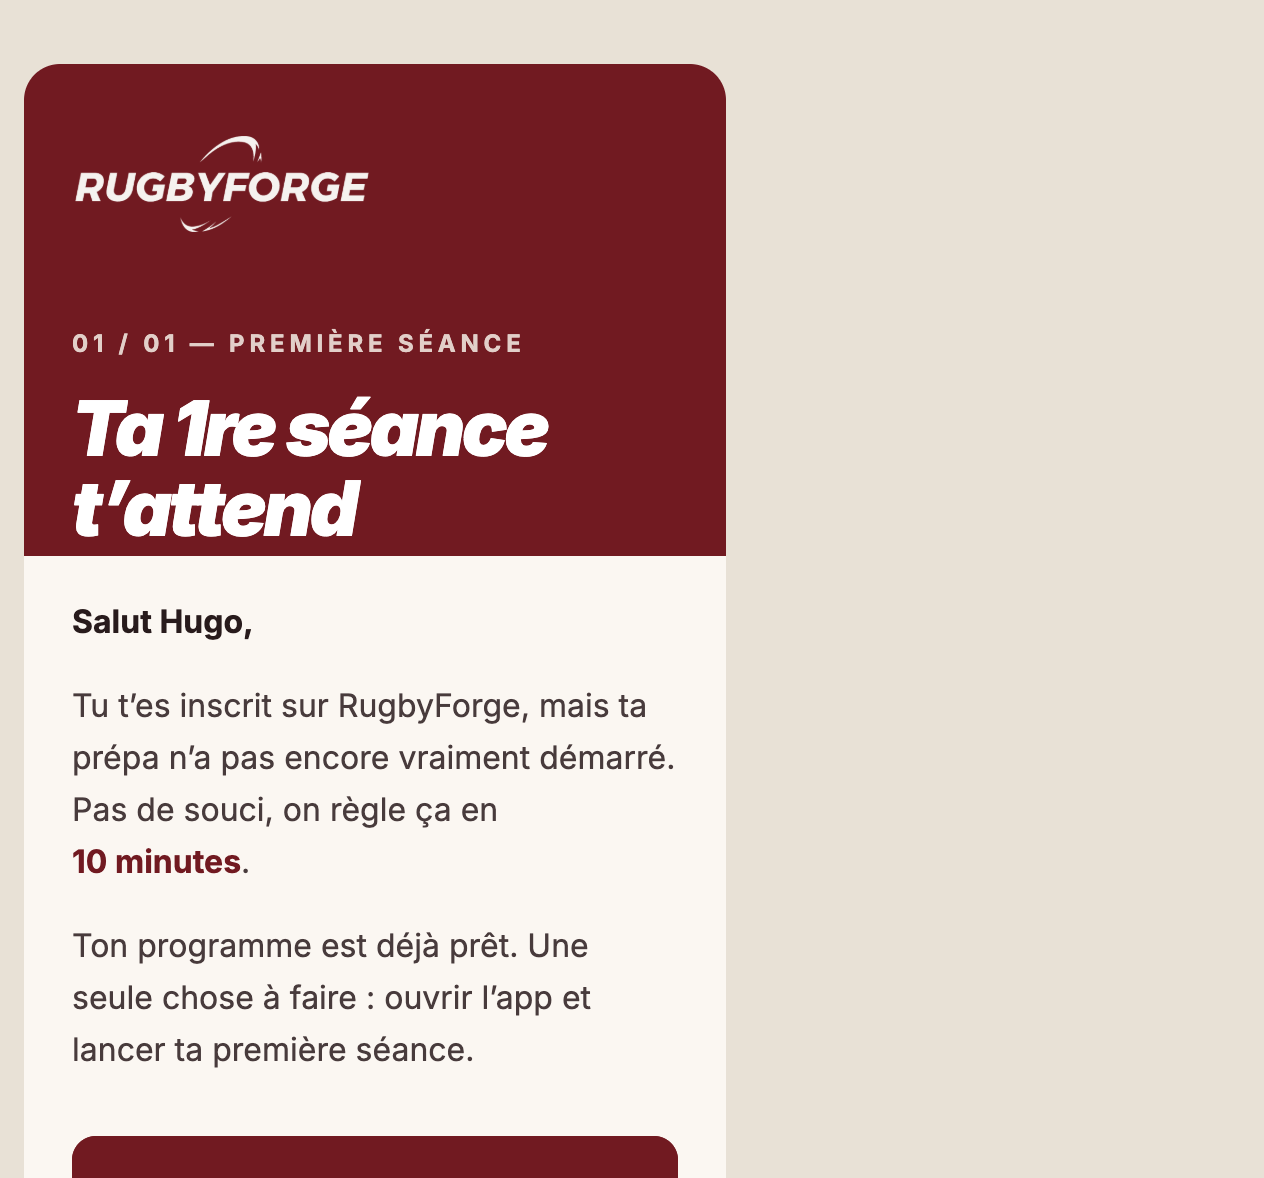 RUGBYFORGE
01 / 01 — PREMIÈRE SÉANCE
Ta 1re séance
t’attend
Salut Hugo,
Tu t’es inscrit sur RugbyForge, mais ta
prépa n’a pas encore vraiment démarré.
Pas de souci, on règle ça en
10 minutes.
Ton programme est déjà prêt. Une
seule chose à faire : ouvrir l’app et
lancer ta première séance.